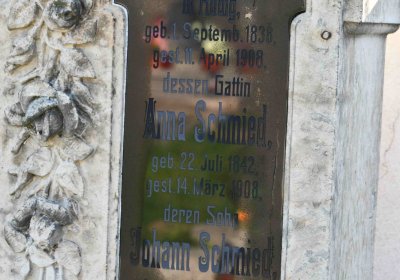 geb. 1. Septemb. 1838,
gest. 11. April 1908,
dessen Gattin
Anna Schmied,
geb. 22. Juli 1842,
gest. 14. März 1908,
deren Sohn
Johann Schmied,